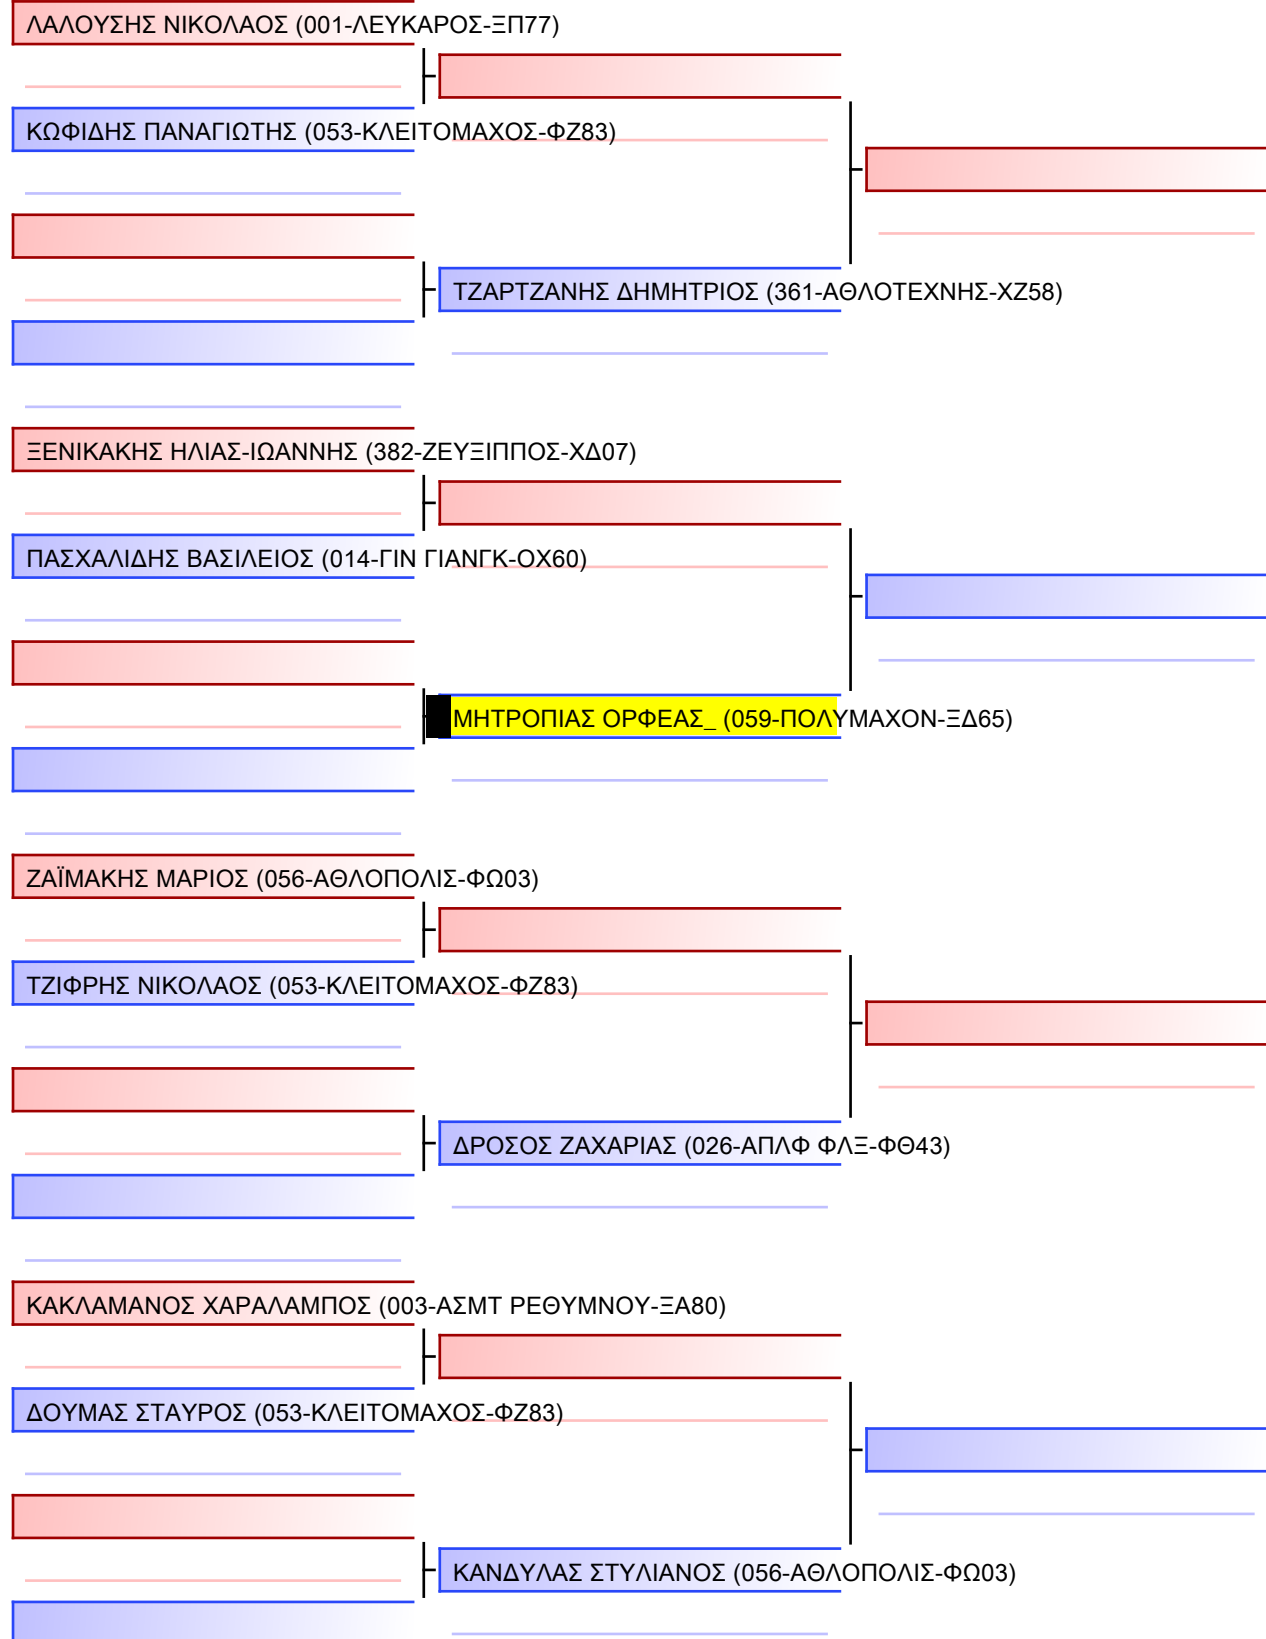 ΛΑΛΟΥΣΗΣ ΝΙΚΟΛΑΟΣ (001-ΛΕΥΚΑΡΟΣ-ΞΠ77)
ΚΩΦΙΔΗΣ ΠΑΝΑΓΙΩΤΗΣ (053-ΚΛΕΙΤΟΜΑΧΟΣ-ΦΖ83)
ΤΖΑΡΤΖΑΝΗΣ ΔΗΜΗΤΡΙΟΣ (361-ΑΘΛΟΤΕΧΝΗΣ-ΧΖ58)
ΞΕΝΙΚΑΚΗΣ ΗΛΙΑΣ-ΙΩΑΝΝΗΣ (382-ΖΕΥΞΙΠΠΟΣ-ΧΔ07)
ΠΑΣΧΑΛΙΔΗΣ ΒΑΣΙΛΕΙΟΣ (014-ΓΙΝ ΓΙΑΝΓΚ-ΟΧ60)
ΜΗΤΡΟΠΙΑΣ ΟΡΦΕΑΣ_ (059-ΠΟΛΥΜΑΧΟΝ-ΞΔ65)
ΖΑΪΜΑΚΗΣ ΜΑΡΙΟΣ (056-ΑΘΛΟΠΟΛΙΣ-ΦΩ03)
ΤΖΙΦΡΗΣ ΝΙΚΟΛΑΟΣ (053-ΚΛΕΙΤΟΜΑΧΟΣ-ΦΖ83)
ΔΡΟΣΟΣ ΖΑΧΑΡΙΑΣ (026-ΑΠΛΦ ΦΛΞ-ΦΘ43)
ΚΑΚΛΑΜΑΝΟΣ ΧΑΡΑΛΑΜΠΟΣ (003-ΑΣΜΤ ΡΕΘΥΜΝΟΥ-ΞΑ80)
ΔΟΥΜΑΣ ΣΤΑΥΡΟΣ (053-ΚΛΕΙΤΟΜΑΧΟΣ-ΦΖ83)
ΚΑΝΔΥΛΑΣ ΣΤΥΛΙΑΝΟΣ (056-ΑΘΛΟΠΟΛΙΣ-ΦΩ03)